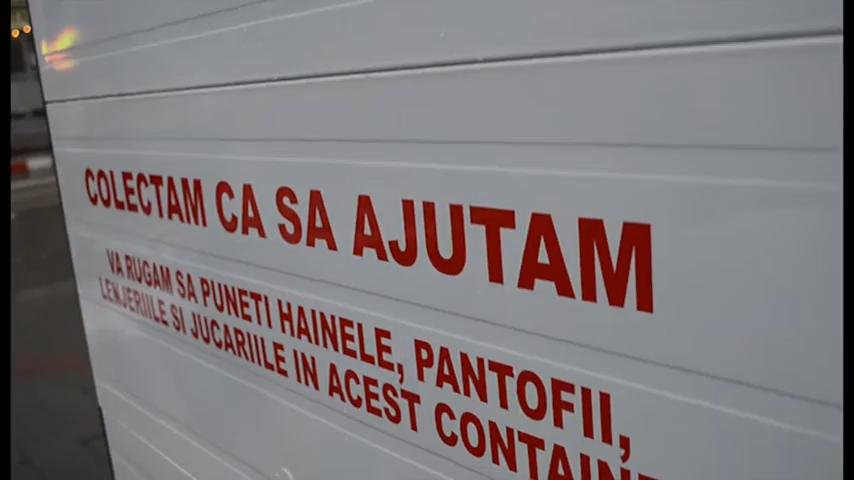 COLECTAM CA SA AJUTAM
VA RUGAM SA PUNETI HAINELE, PANTOFII,
LENJERIILE SI JUCARIILE IN ACEST